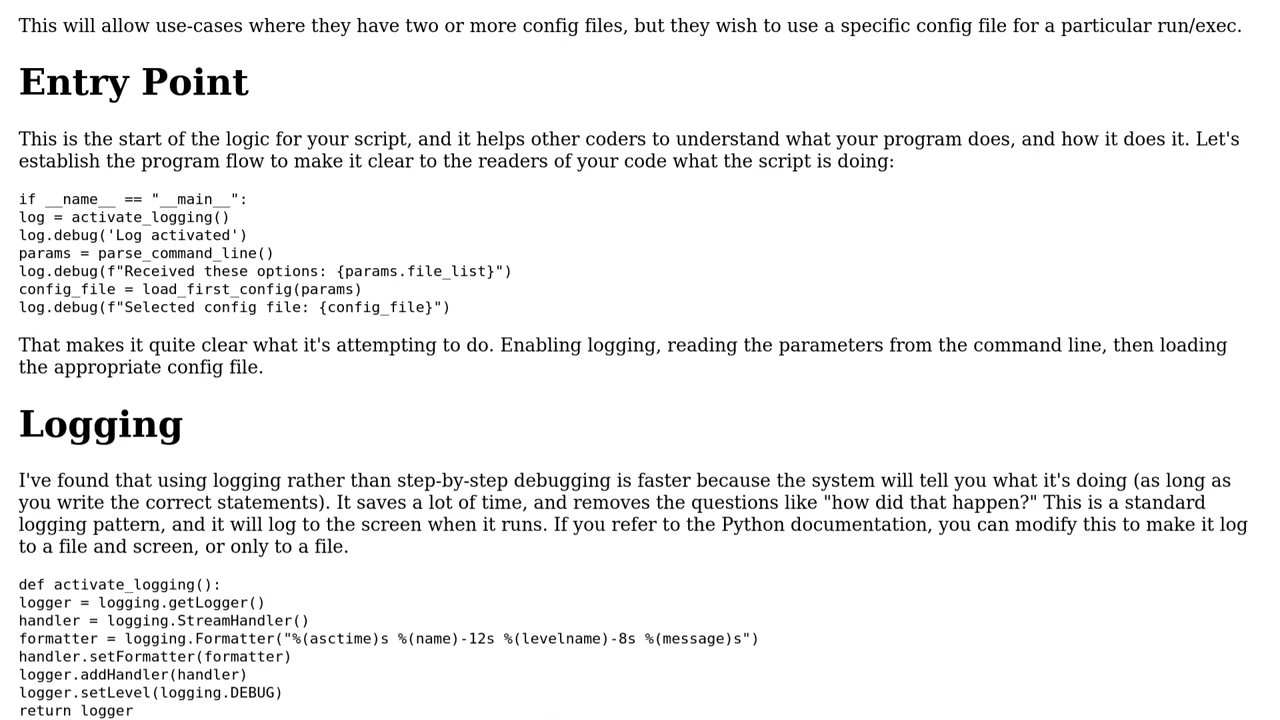 This will allow use-cases where they have two or more config files, but they wish to use a specific config file for a particular run/exec.
Entry Point
This is the start of the logic for your script, and it helps other coders to understand what your program does, and how it does it. Let's
establish the program flow to make it clear to the readers of your code what the script is doing:
if __name__ == "__main__":
log = activate_logging()
log.debug('Log activated')
params = parse_command_line()
log.debug(f"Received these options: {params.file_list}")
config_file = load_first_config(params)
log.debug(f"Selected config file: {config_file}")
That makes it quite clear what it's attempting to do. Enabling logging, reading the parameters from the command line, then loading
the appropriate config file.
Logging
I've found that using logging rather than step-by-step debugging is faster because the system will tell you what it's doing (as long as
you write the correct statements). It saves a lot of time, and removes the questions like "how did that happen?" This is a standard
logging pattern, and it will log to the screen when it runs. If you refer to the Python documentation, you can modify this to make it log
to a file and screen, or only to a file.
def activate_logging():
logger = logging.getLogger()
handler = logging.StreamHandler()
formatter = logging.Formatter("%(asctime)s %(name)-12s %(levelname)-8s %(message)s")
handler.setFormatter(formatter)
logger.addHandler(handler)
logger.setLevel(logging.DEBUG)
return logger